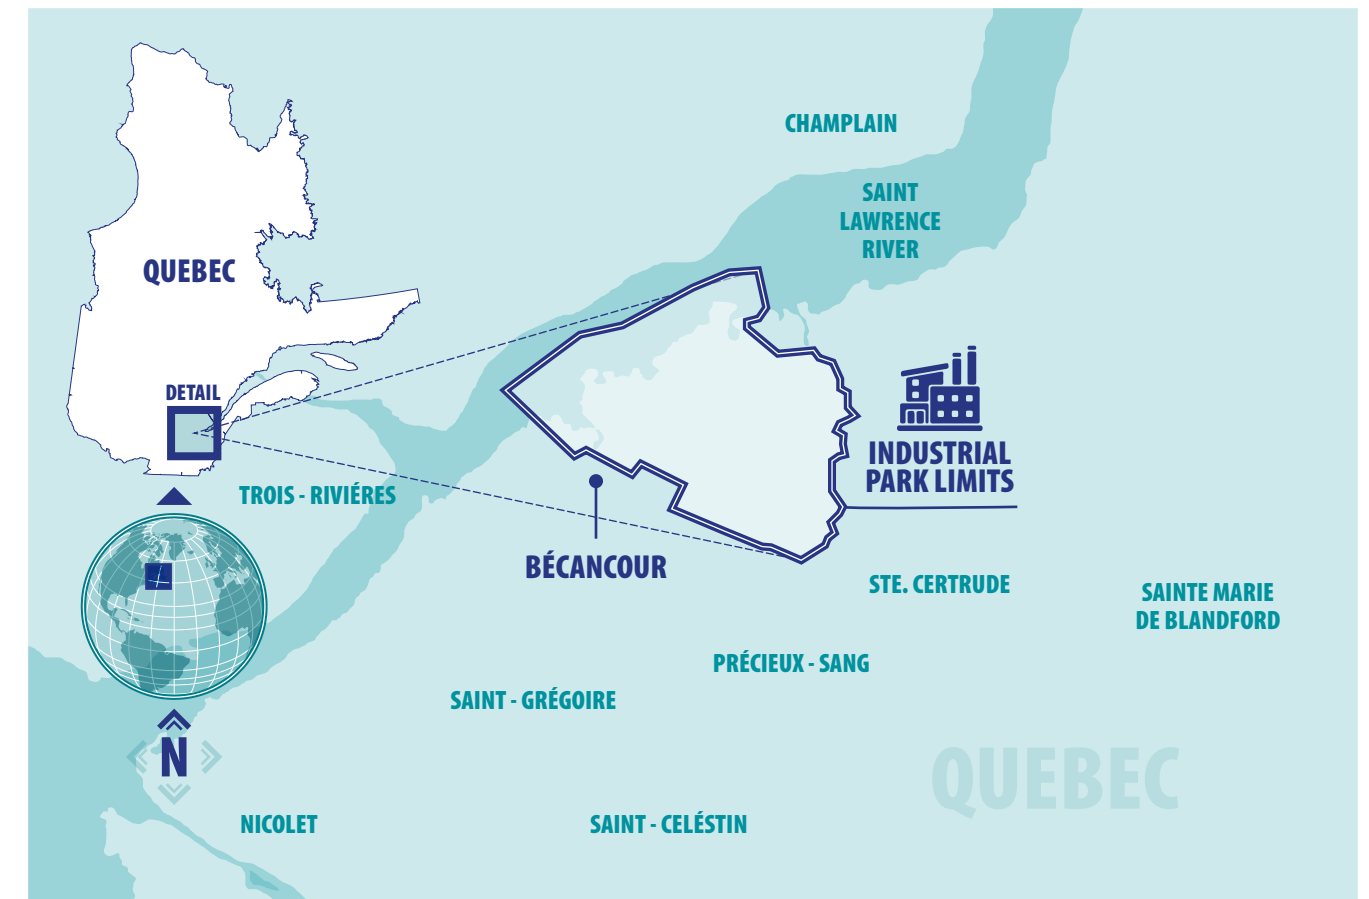 CHAMPLAIN
SAINT
LAWRENCE
RIVER
QUEBEC
DETAIL
INDUSTRIAL
PARK LIMITS
TROIS - RIVIÉRES
BÉCANCOUR
STE. CERTRUDE
SAINTE MARIE
DE BLANDFORD
PRÉCIEUX - SANG
SAINT - GRÉGOIRE
N
QUEBEC
NICOLET
SAINT - CELÉSTIN